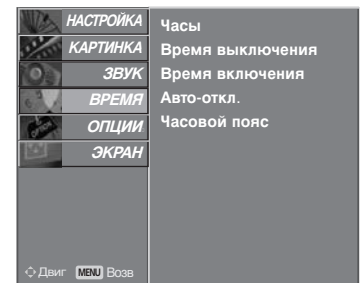 НАСТРОЙКА
КАРТИНКА
ЗВУК
ВРЕМЯ
ОПЦИИ
ЭКРАН
Часы
Время выключения
Время включения
Авто-откл.
Часовой пояс
Двиг MENU Возв